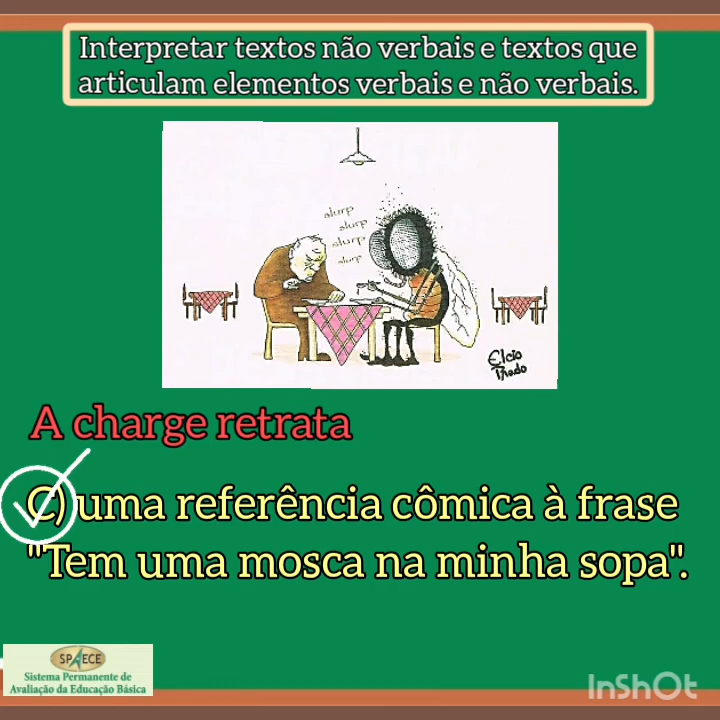 Interpretar textos não verbais e textos que
articulam elementos verbais e não verbais.
slurp
slurp
slurp
slurp
Elcio
A charge retrata
C) uma referência cômica à frase
"Tem uma mosca na minha sopa".
SPAECE
Sistema Permanente de
Avaliação da Educação Básica
InShOt